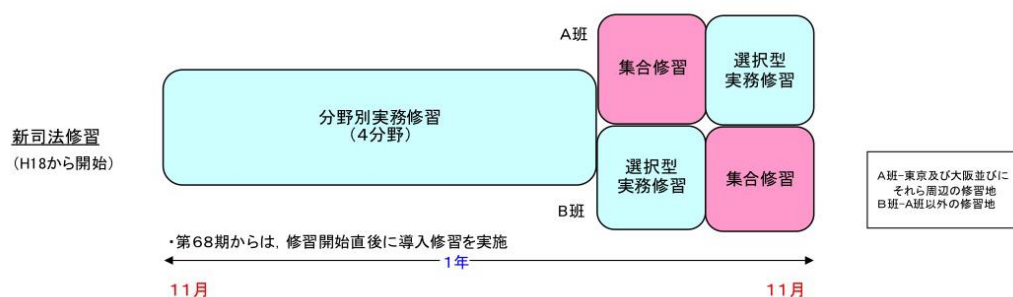 新司法修習
(H18から開始)
分野別実務修習
(4分野)
A班
集合修習
選択型
実務修習
選択型
実務修習
集合修習
B班
・第68期からは，修習開始直後に導入修習を実施
1年
11月
11月
A班-東京及び大阪並びに
それら周辺の修習地
B班-A班以外の修習地